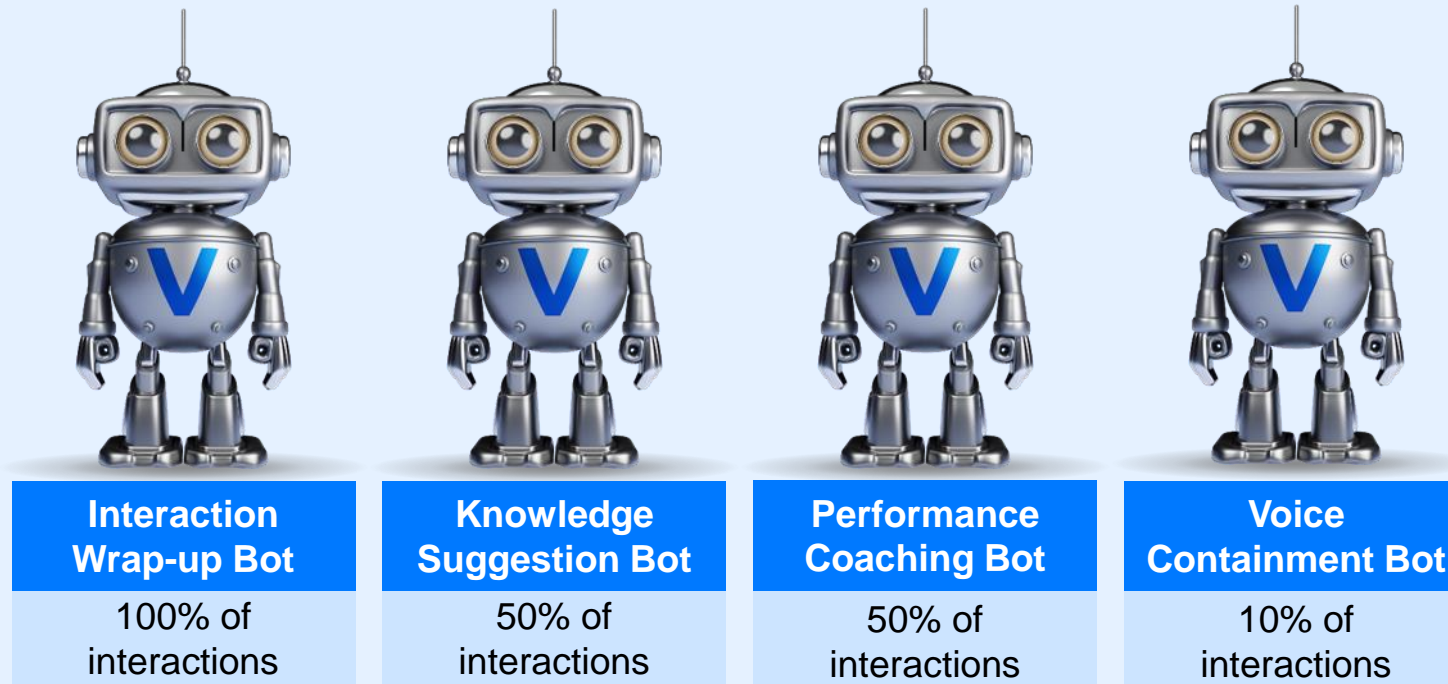 V
V
V
V
Interaction
Wrap-up Bot
100% of
interactions
Knowledge
Suggestion Bot
50% of
interactions
Performance
Coaching Bot
50% of
interactions
Voice
Containment Bot
10% of
interactions